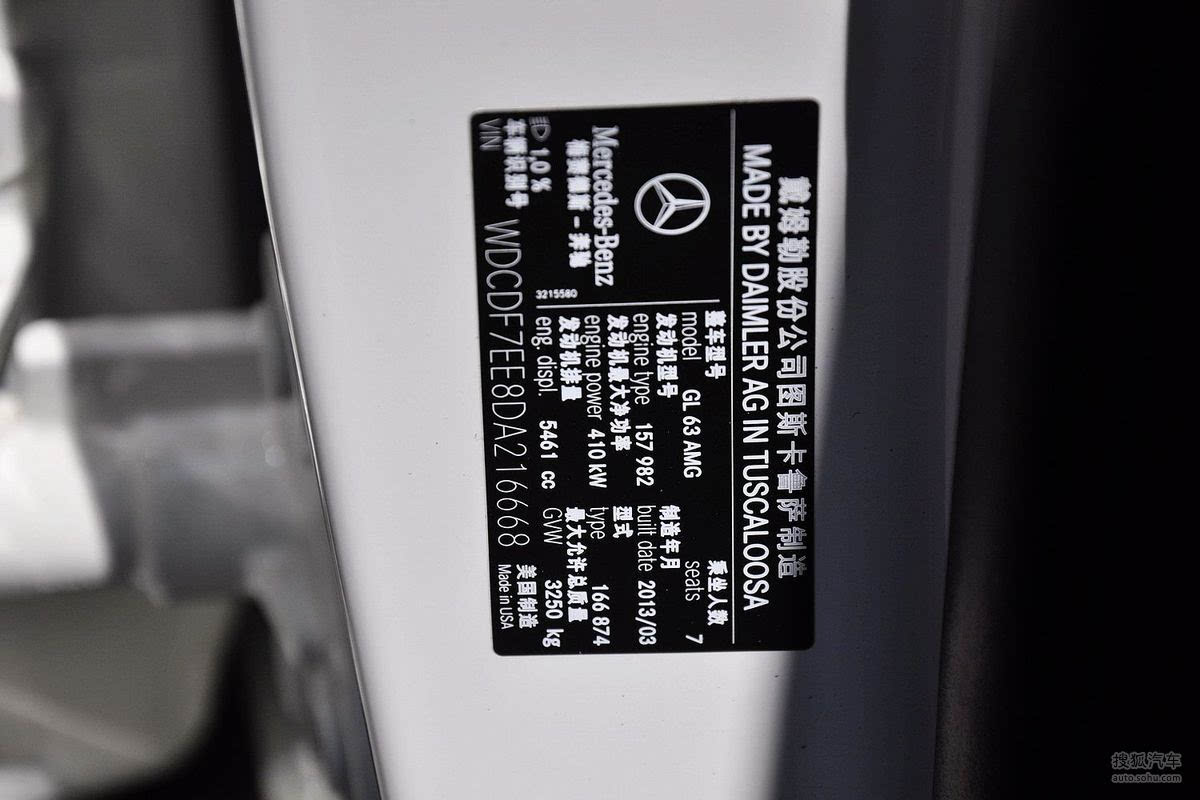 戴姆勒股份公司图斯卡鲁萨制造
MADE BY DAIMLER AG IN TUSCALOOSA
整车型号 乘坐人数
model GL 63 AMG seats 7
发动机型号 制造年月
engine type 157 982 built date 2013/03
发动机最大净功率 型式
engine power 410 kW type 166 874
发动机排量 最大允许总质量
eng. displ. 5461 cc GVW 3250 kg
Mercedes-Benz
梅赛德斯-奔驰
3215580
1,0 %
车辆识别号 美国制造
VIN WDCDF7EE8DA216668 Made in USA
搜狐汽车
auto.sohu.com